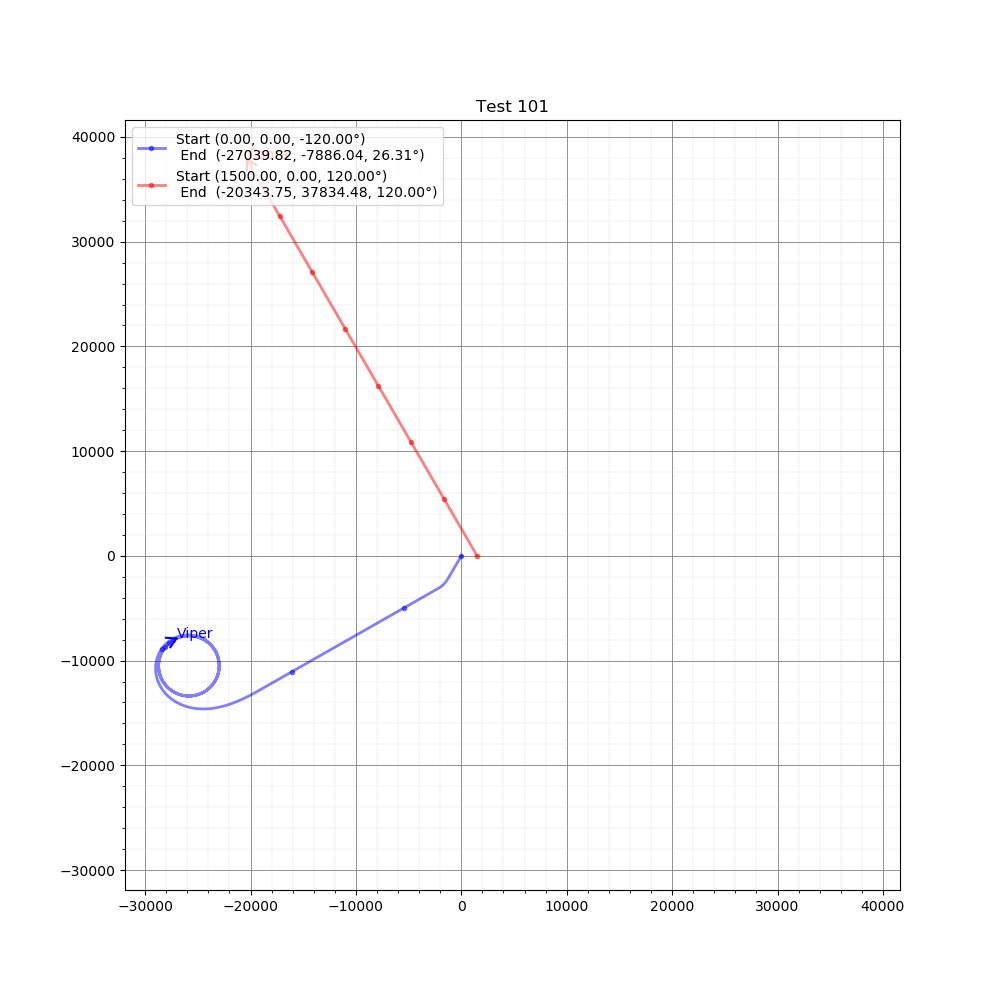 Test 101
Start (0.00, 0.00, -120.00°)
End (-27039.82, -7886.04, 26.31°)
Start (1500.00, 0.00, 120.00°)
End (-20343.75, 37834.48, 120.00°)
40000
30000
20000
10000
0
−10000
−20000
−30000
Viper
−30000 −20000 −10000 0 10000 20000 30000 40000